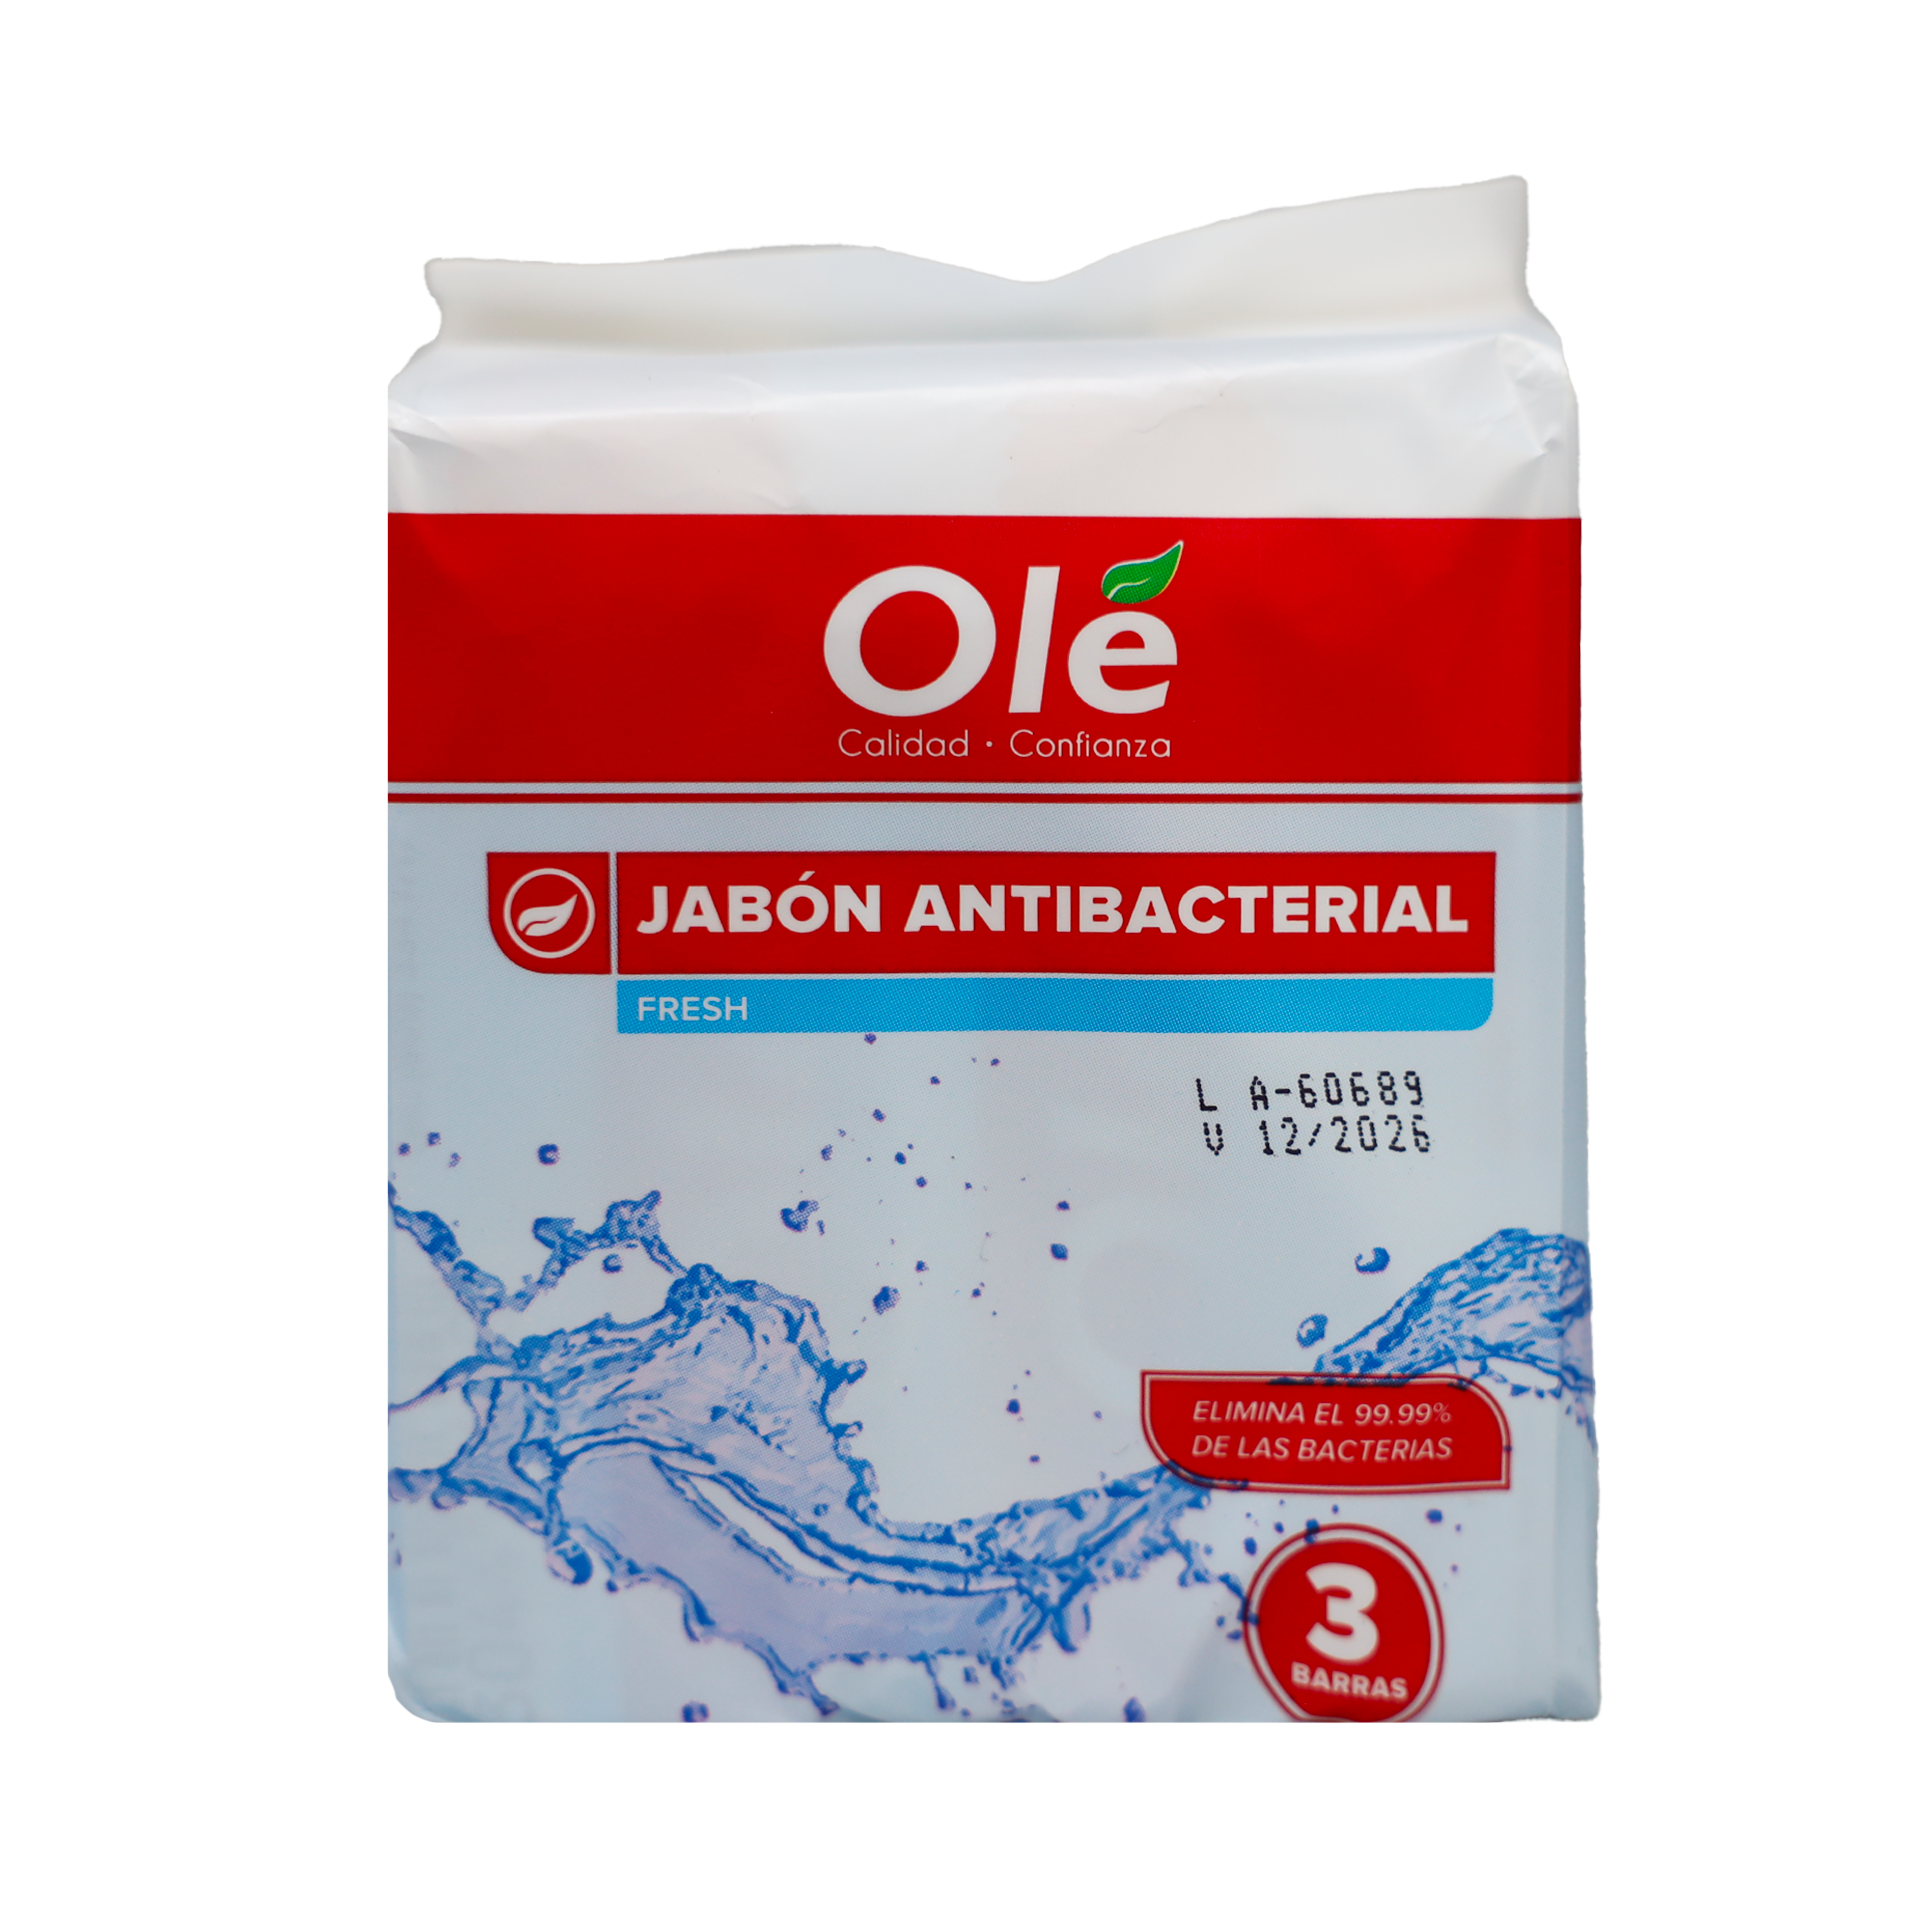 Olé
Calidad · Confianza
JABÓN ANTIBACTERIAL
FRESH
L A-60689
V 12/2026
ELIMINA EL 99.99%
DE LAS BACTERIAS
3
BARRAS